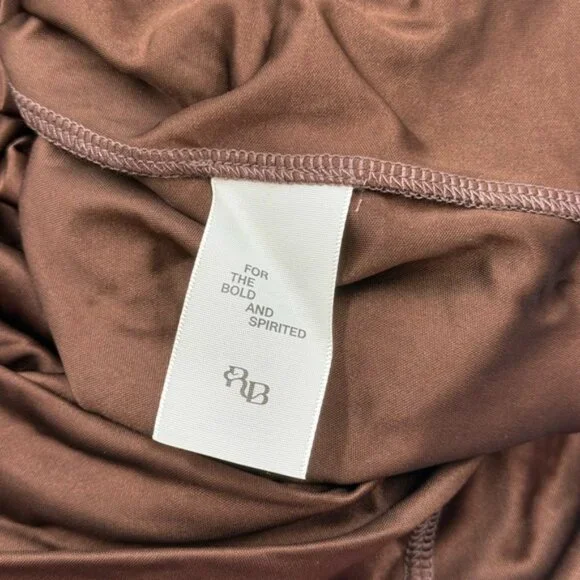 FOR
THE
BOLD
AND
SPIRITED
RB